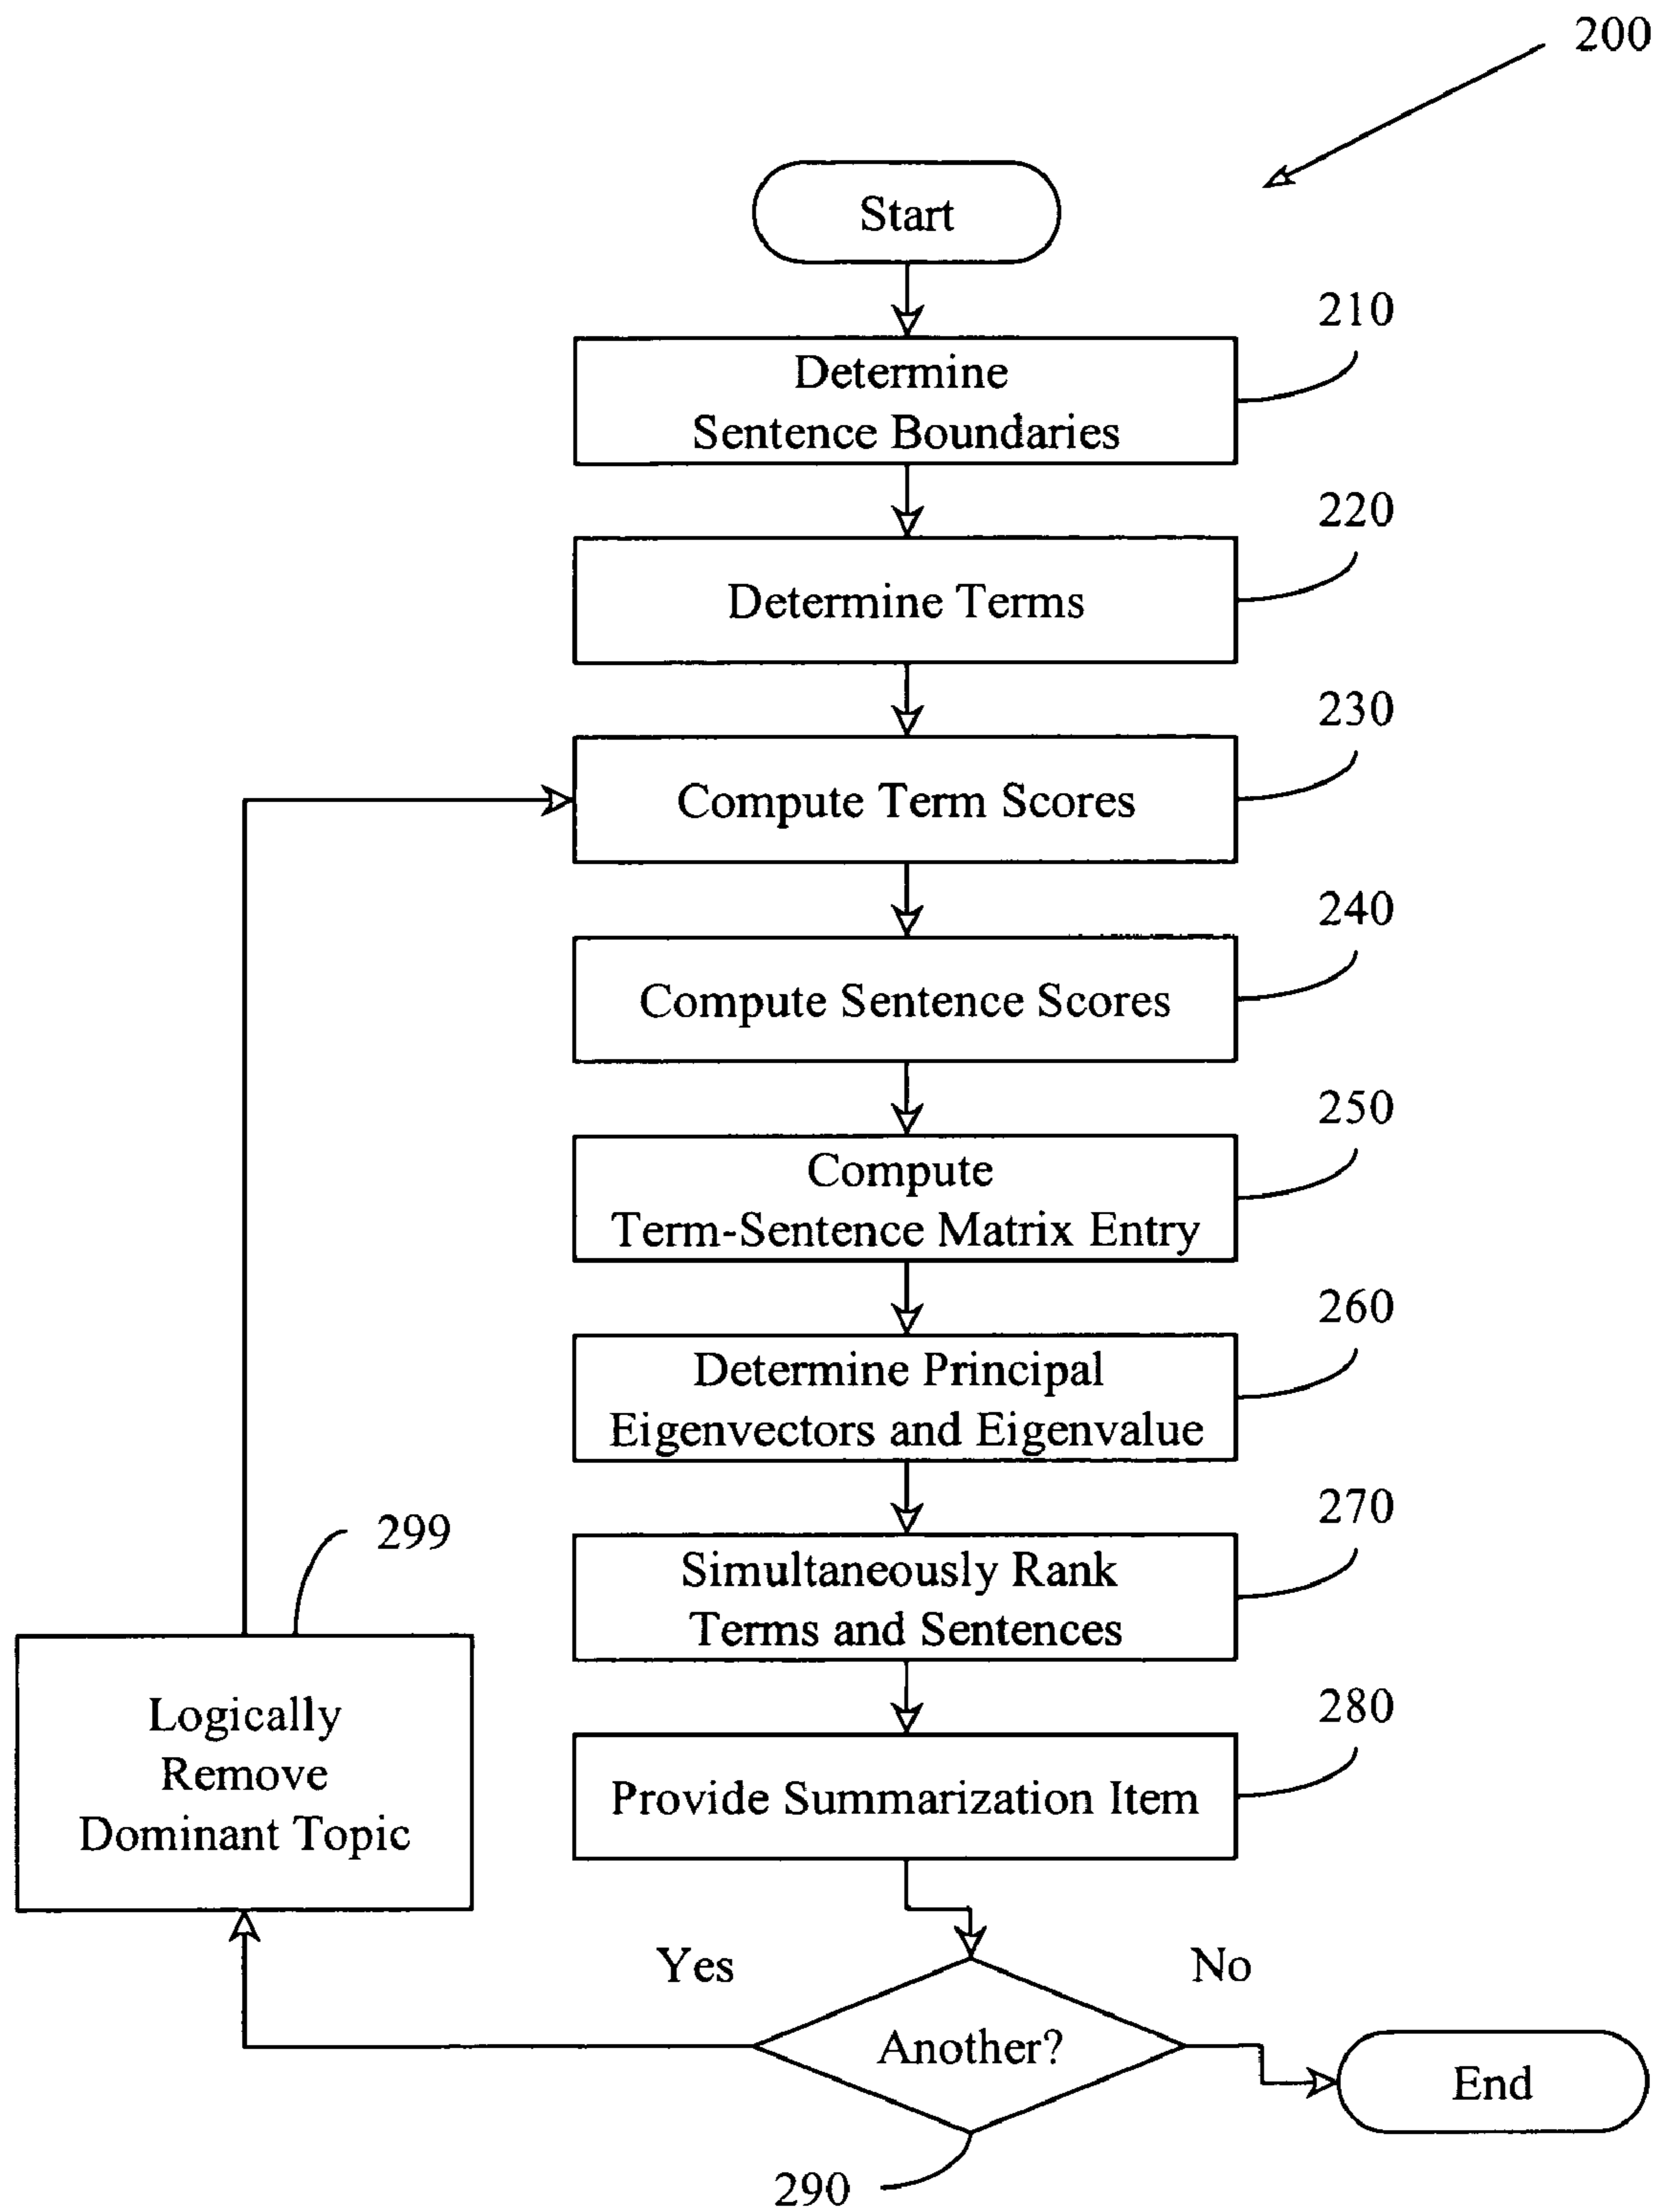 200
Start
210
Determine
Sentence Boundaries
220
Determine Terms
230
Compute Term Scores
240
Compute Sentence Scores
250
Compute
Term-Sentence Matrix Entry
260
Determine Principal
Eigenvectors and Eigenvalue
270
Simultaneously Rank
Terms and Sentences
299
Logically
Remove
Dominant Topic
280
Provide Summarization Item
Yes
No
Another?
End
290